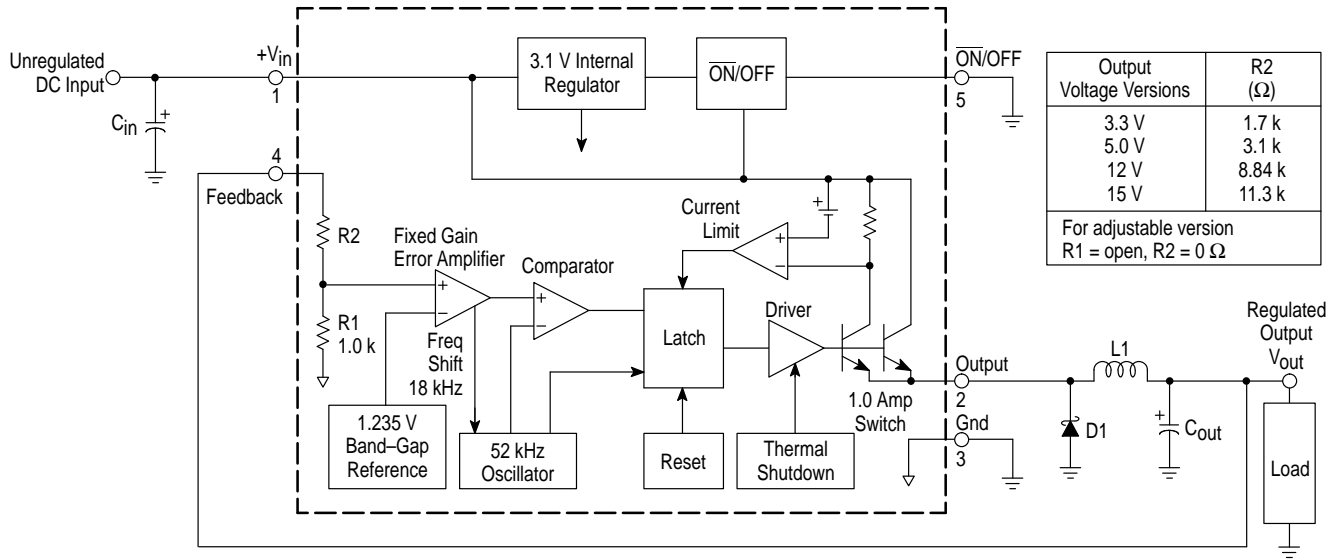 Unregulated
DC Input
+Vin
1
Cin
+
4
Feedback
3.1 V Internal
Regulator
ON/OFF
ON/OFF
5
R2
R1
1.0 k
Fixed Gain
Error Amplifier
+
−
Freq
Shift
18 kHz
Comparator
+
−
Current
Limit
+
−
+
Latch
Driver
1.0 Amp
Switch
1.235 V
Band–Gap
Reference
52 kHz
Oscillator
Reset
Thermal
Shutdown
Output
2
Gnd
3
D1
L1
+
Cout
Regulated
Output
Vout
Load
Output
Voltage Versions
R2
(Ω)
3.3 V 1.7 k
5.0 V 3.1 k
12 V 8.84 k
15 V 11.3 k
For adjustable version
R1 = open, R2 = 0 Ω